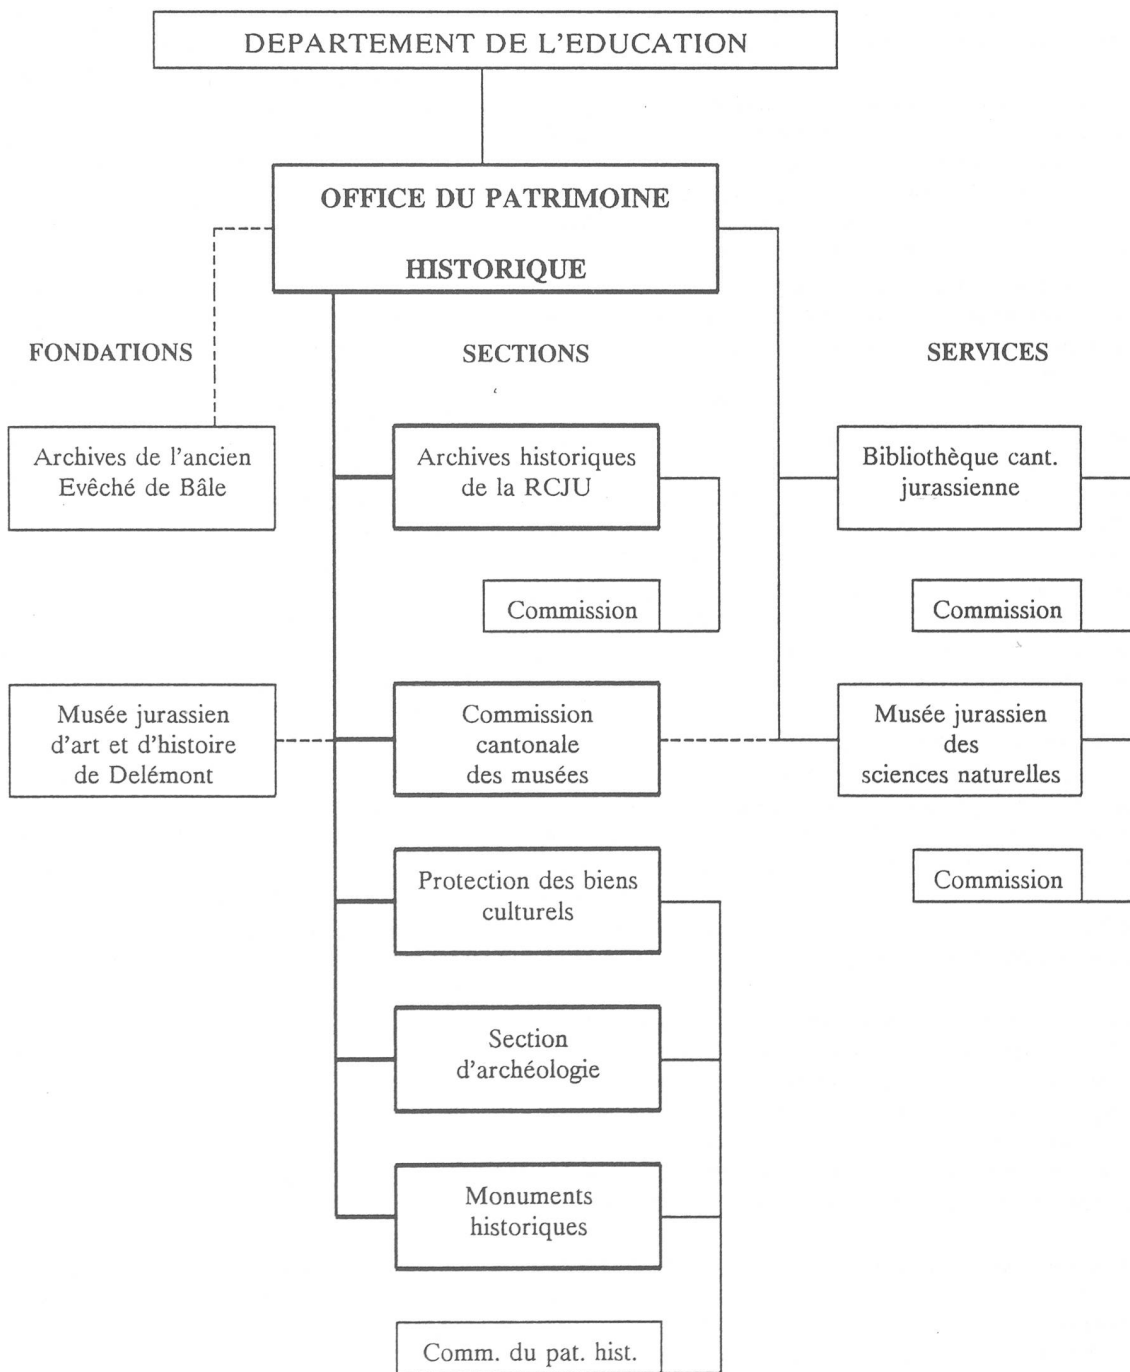 DEPARTEMENT DE L'EDUCATION
OFFICE DU PATRIMOINE
HISTORIQUE
FONDATIONS
SECTIONS
SERVICES
Archives de l'ancien
Evêché de Bâle
Archives historiques
de la RCJU
Bibliothèque cant.
jurassienne
Commission
Commission
Musée jurassien
d'art et d'histoire
de Delémont
Commission
cantonale
des musées
Musée jurassien
des
sciences naturelles
Protection des biens
culturels
Commission
Section
d'archéologie
Monuments
historiques
Comm. du pat. hist.